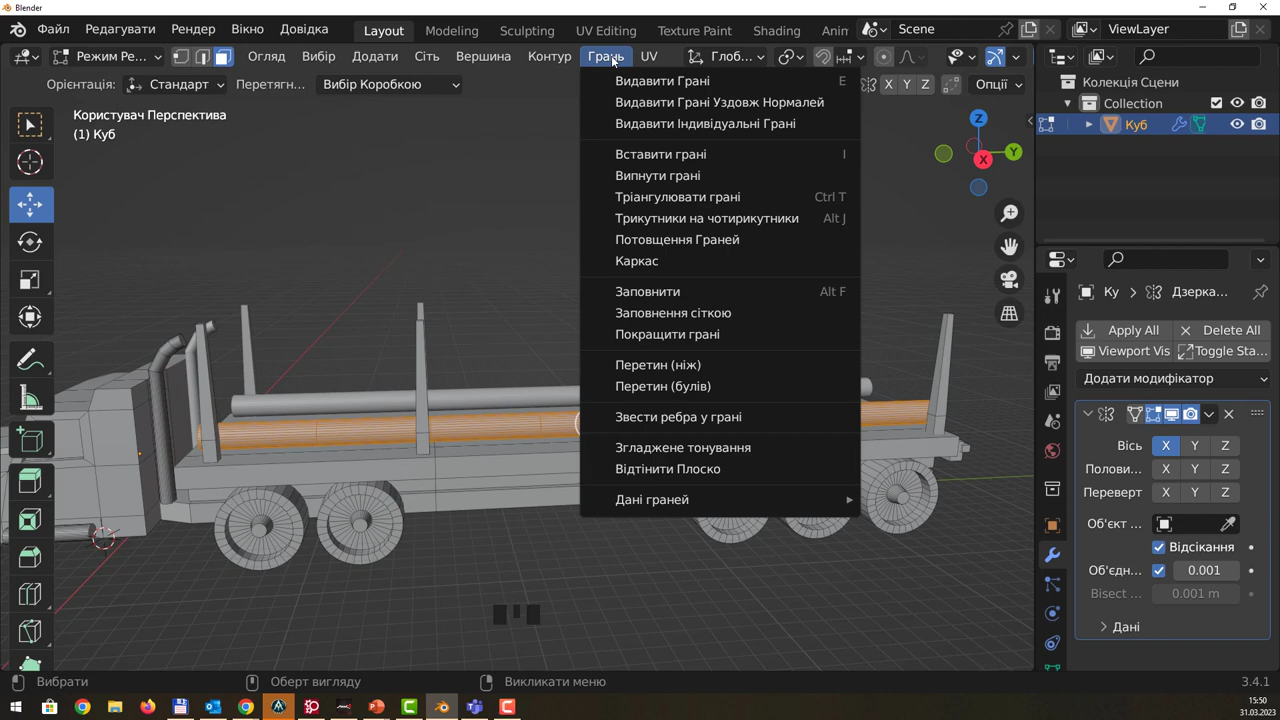 Blender
Файл Редагувати Рендер Вікно Довідка Layout Modeling Sculpting UV Editing Texture Paint Shading Anin Scene ViewLayer
Режим Ре... Огляд Вибір Додати Сіть Вершина Контур Грань UV Глоб...
Орієнтація: Стандарт Перетягн... Вибір Коробкою X Y Z Опції
Користувач Перспектива
(1) Куб
Видавити Грані E
Видавити Грані Уздовж Нормалей
Видавити Індивідуальні Грані
Вставити грані I
Випнути грані
Тріангулювати грані Ctrl T
Трикутники на чотирикутники Alt J
Потовщення Граней
Каркас
Заповнити Alt F
Заповнення сіткою
Покращити грані
Перетин (ніж)
Перетин (булів)
Звести ребра у грані
Згладжене тонування
Відтінити Плоско
Дані граней
Z
Y
X
Колекція Сцени
Collection
Куб
Ку Дзерка...
Apply All Delete All
Viewport Vis Toggle Sta...
Додати модифікатор
Вісь X Y Z
Полови... X Y Z
Переверт X Y Z
Об'єкт ...
Відсікання
Об'єдн... 0.001
Bisect ... 0.001 m
Дані
Вибрати Оберт вигляду Викликати меню 3.4.1
15:50
31.03.2023